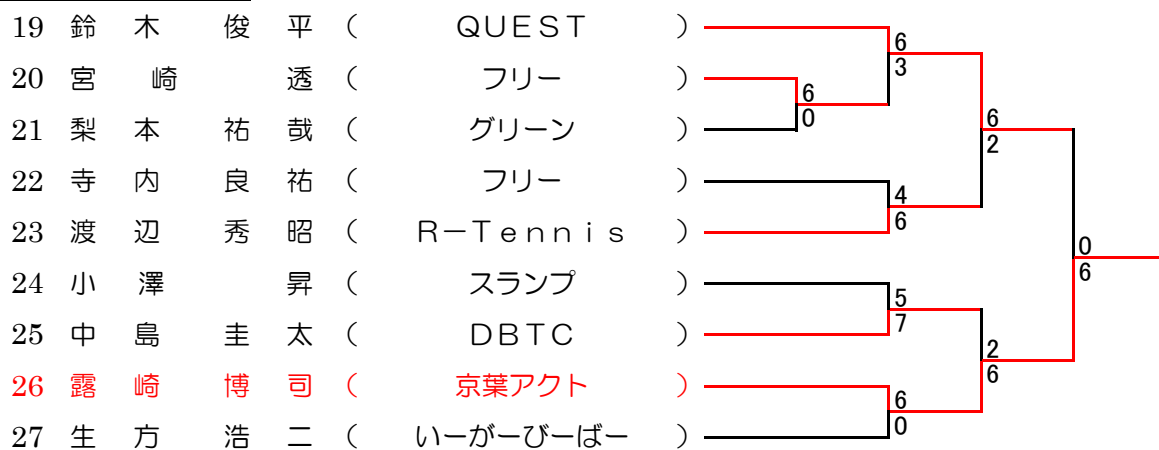 19 鈴 木 俊 平 ( QUEST )
6
3
20 宮 崎 透 ( フリー )
6
0
21 梨 本 祐 哉 ( グリーン )
6
2
22 寺 内 良 祐 ( フリー )
4
6
23 渡 辺 秀 昭 ( R-Tennis )
0
6
24 小 澤 昇 ( スランプ )
5
7
25 中 島 圭 太 ( DBTC )
2
6
26 露 崎 博 司 ( 京葉アクト )
6
0
27 生 方 浩 二 ( いーがーびーばー )